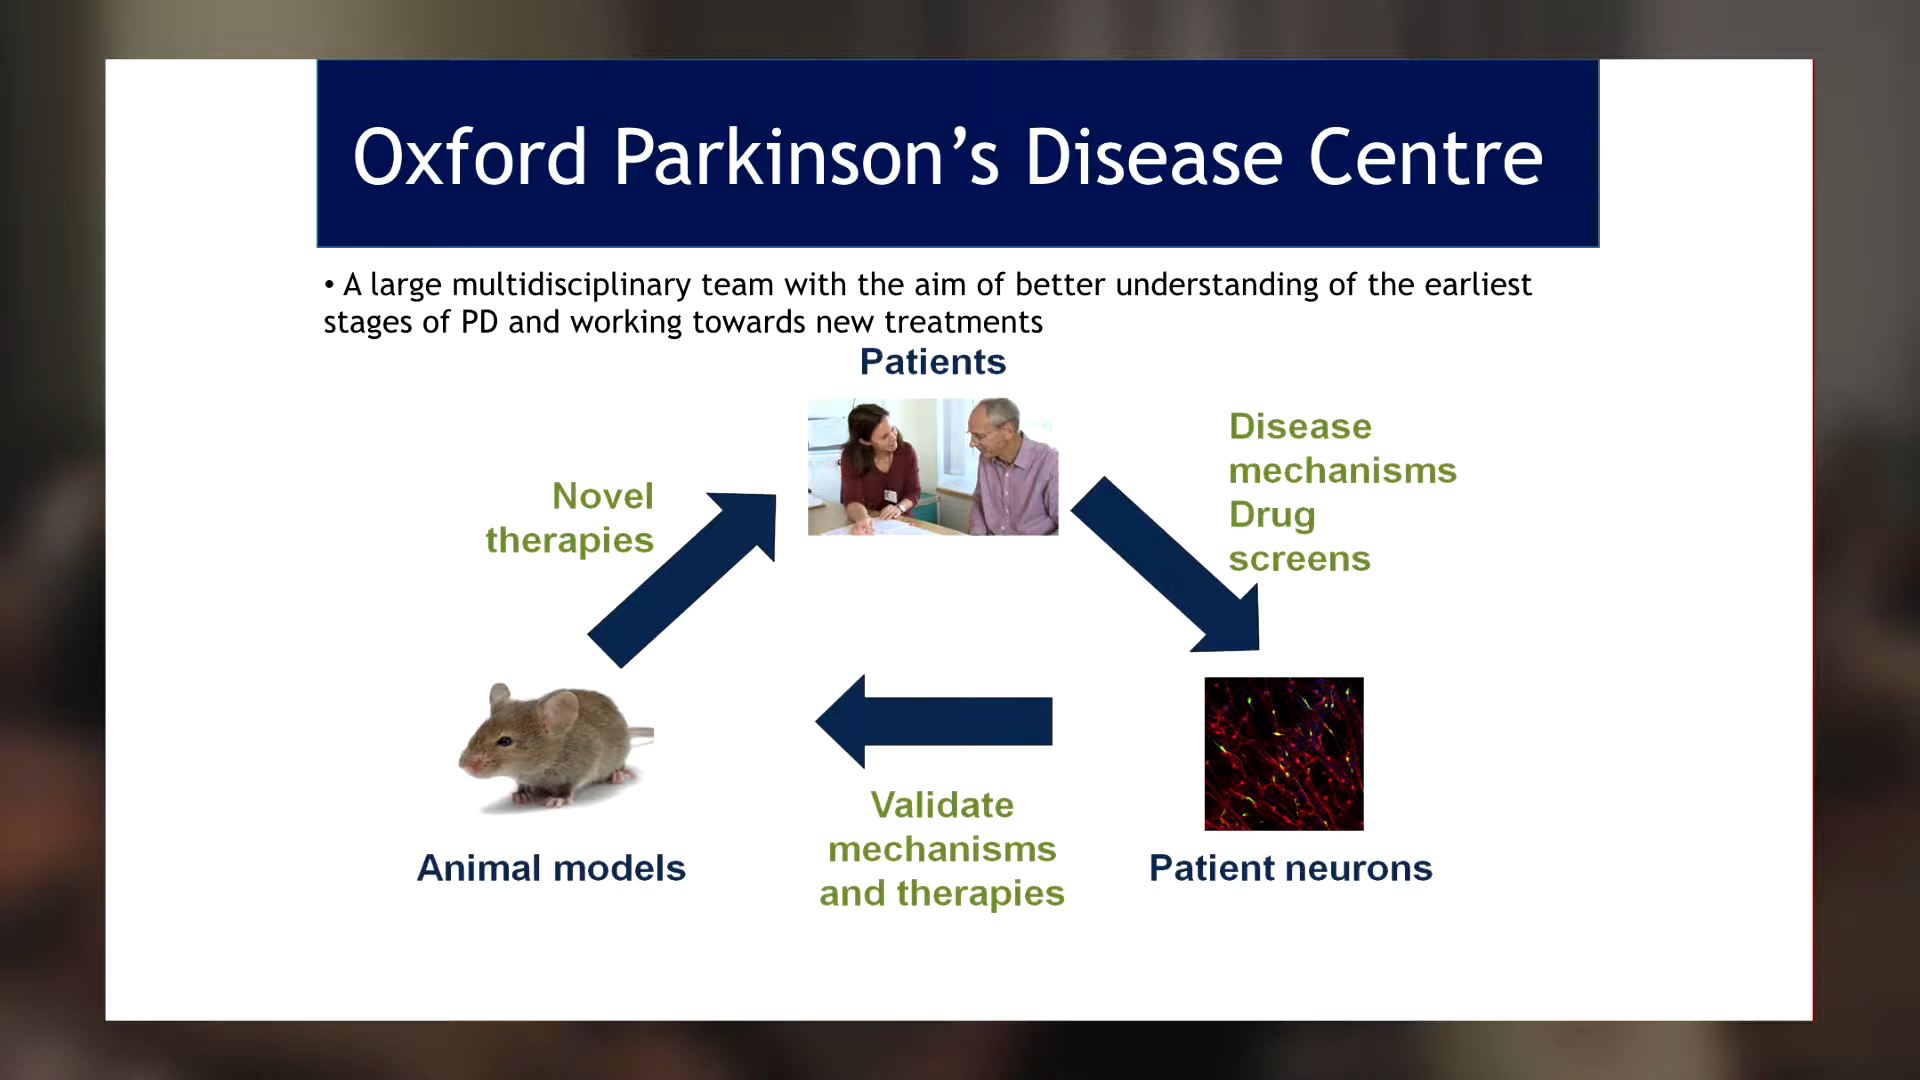 Oxford Parkinson’s Disease Centre
• A large multidisciplinary team with the aim of better understanding of the earliest
stages of PD and working towards new treatments
Patients
Disease
mechanisms
Drug
screens
Novel
therapies
Validate
mechanisms
and therapies
Animal models
Patient neurons